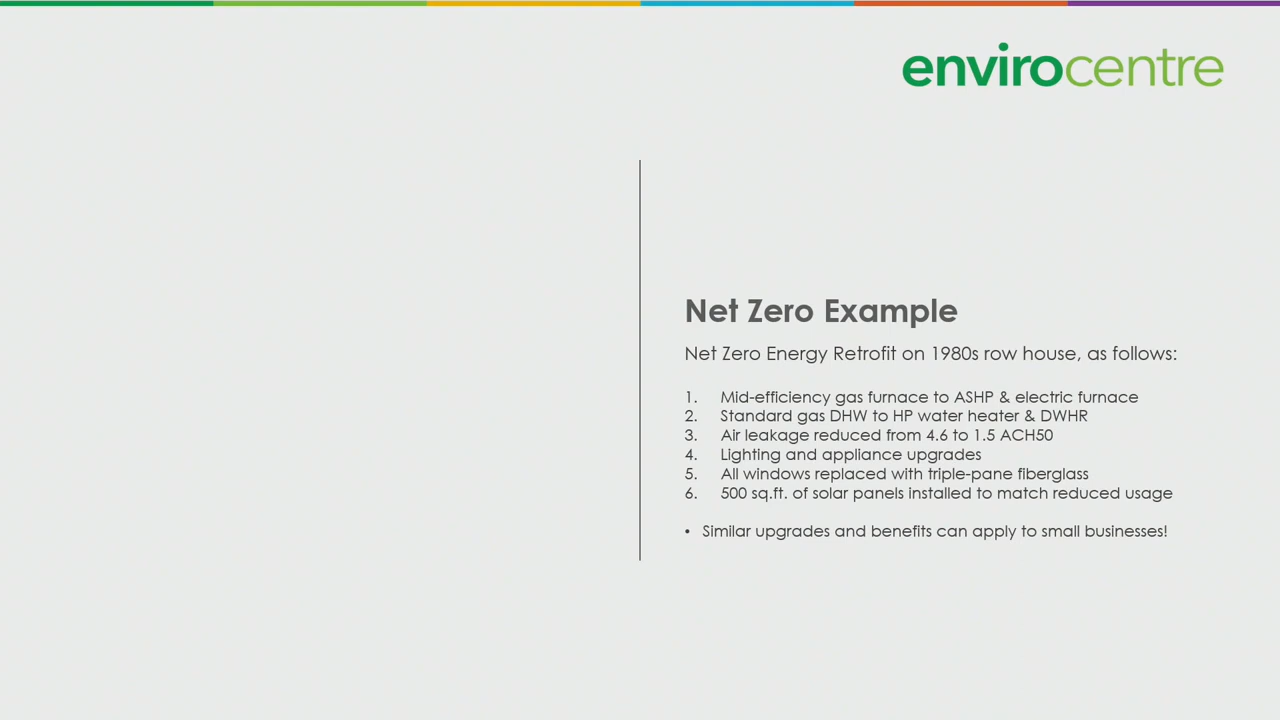 envirocentre
Net Zero Example
Net Zero Energy Retrofit on 1980s row house, as follows:
1. Mid-efficiency gas furnace to ASHP & electric furnace
2. Standard gas DHW to HP water heater & DWHR
3. Air leakage reduced from 4.6 to 1.5 ACH50
4. Lighting and appliance upgrades
5. All windows replaced with triple-pane fiberglass
6. 500 sq.ft. of solar panels installed to match reduced usage
• Similar upgrades and benefits can apply to small businesses!